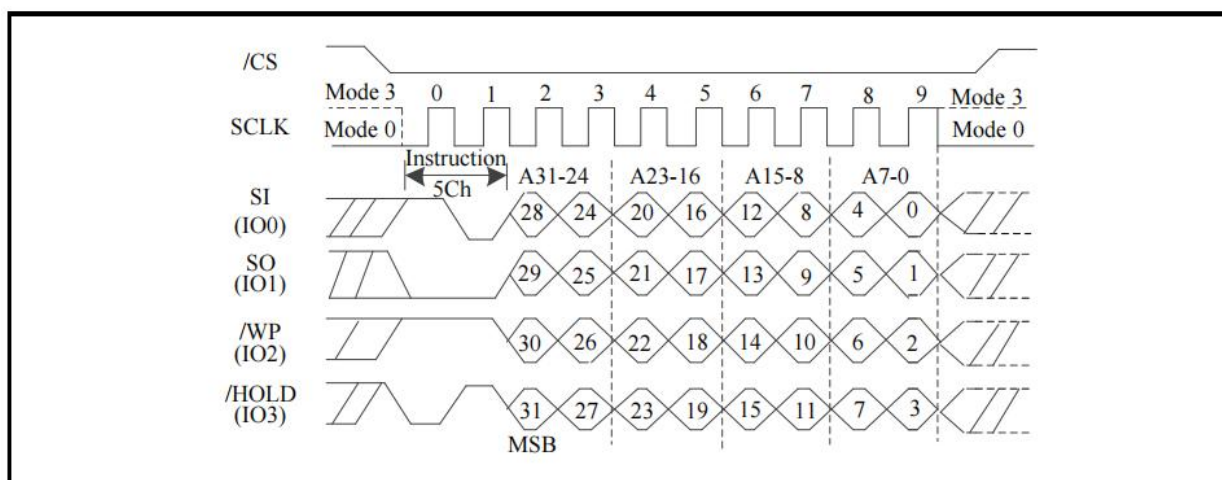 /CS
Mode 3 0 1 2 3 4 5 6 7 8 9 Mode 3
SCLK Mode 0 Mode 0
Instruction
5Ch
A31-24 A23-16 A15-8 A7-0
SI
(IO0)
28 24 20 16 12 8 4 0
SO
(IO1)
29 25 21 17 13 9 5 1
/WP
(IO2)
30 26 22 18 14 10 6 2
/HOLD
(IO3)
31 27 23 19 15 11 7 3
MSB